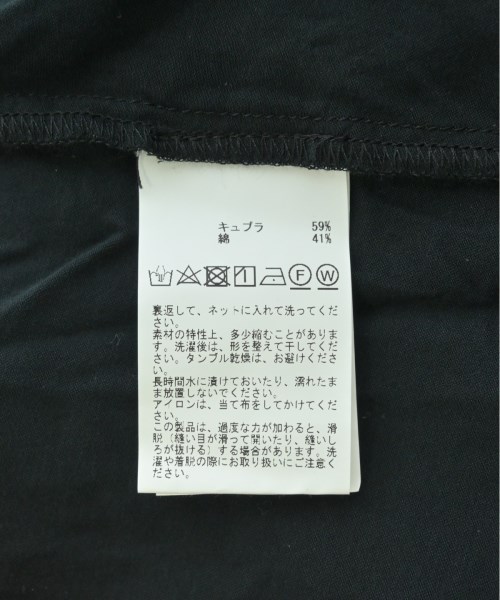 キュプラ 59%
綿 41%
F W
裏返して、ネットに入れて洗ってくだ
さい。
素材の特性上、多少縮むことがありま
す。洗濯後は、形を整えて干してくだ
さい。タンブル乾燥は、お避けくださ
い。
長時間水に漬けておいたり、濡れたま
ま放置しないでください。
アイロンは、当て布をしてかけてくだ
さい。
この製品は、過度な力が加わると、滑
脱（縫い目が滑って開いたり、縫いし
ろが抜ける）する場合があります。洗
濯や着脱の際にお取り扱いにご注意く
ださい。